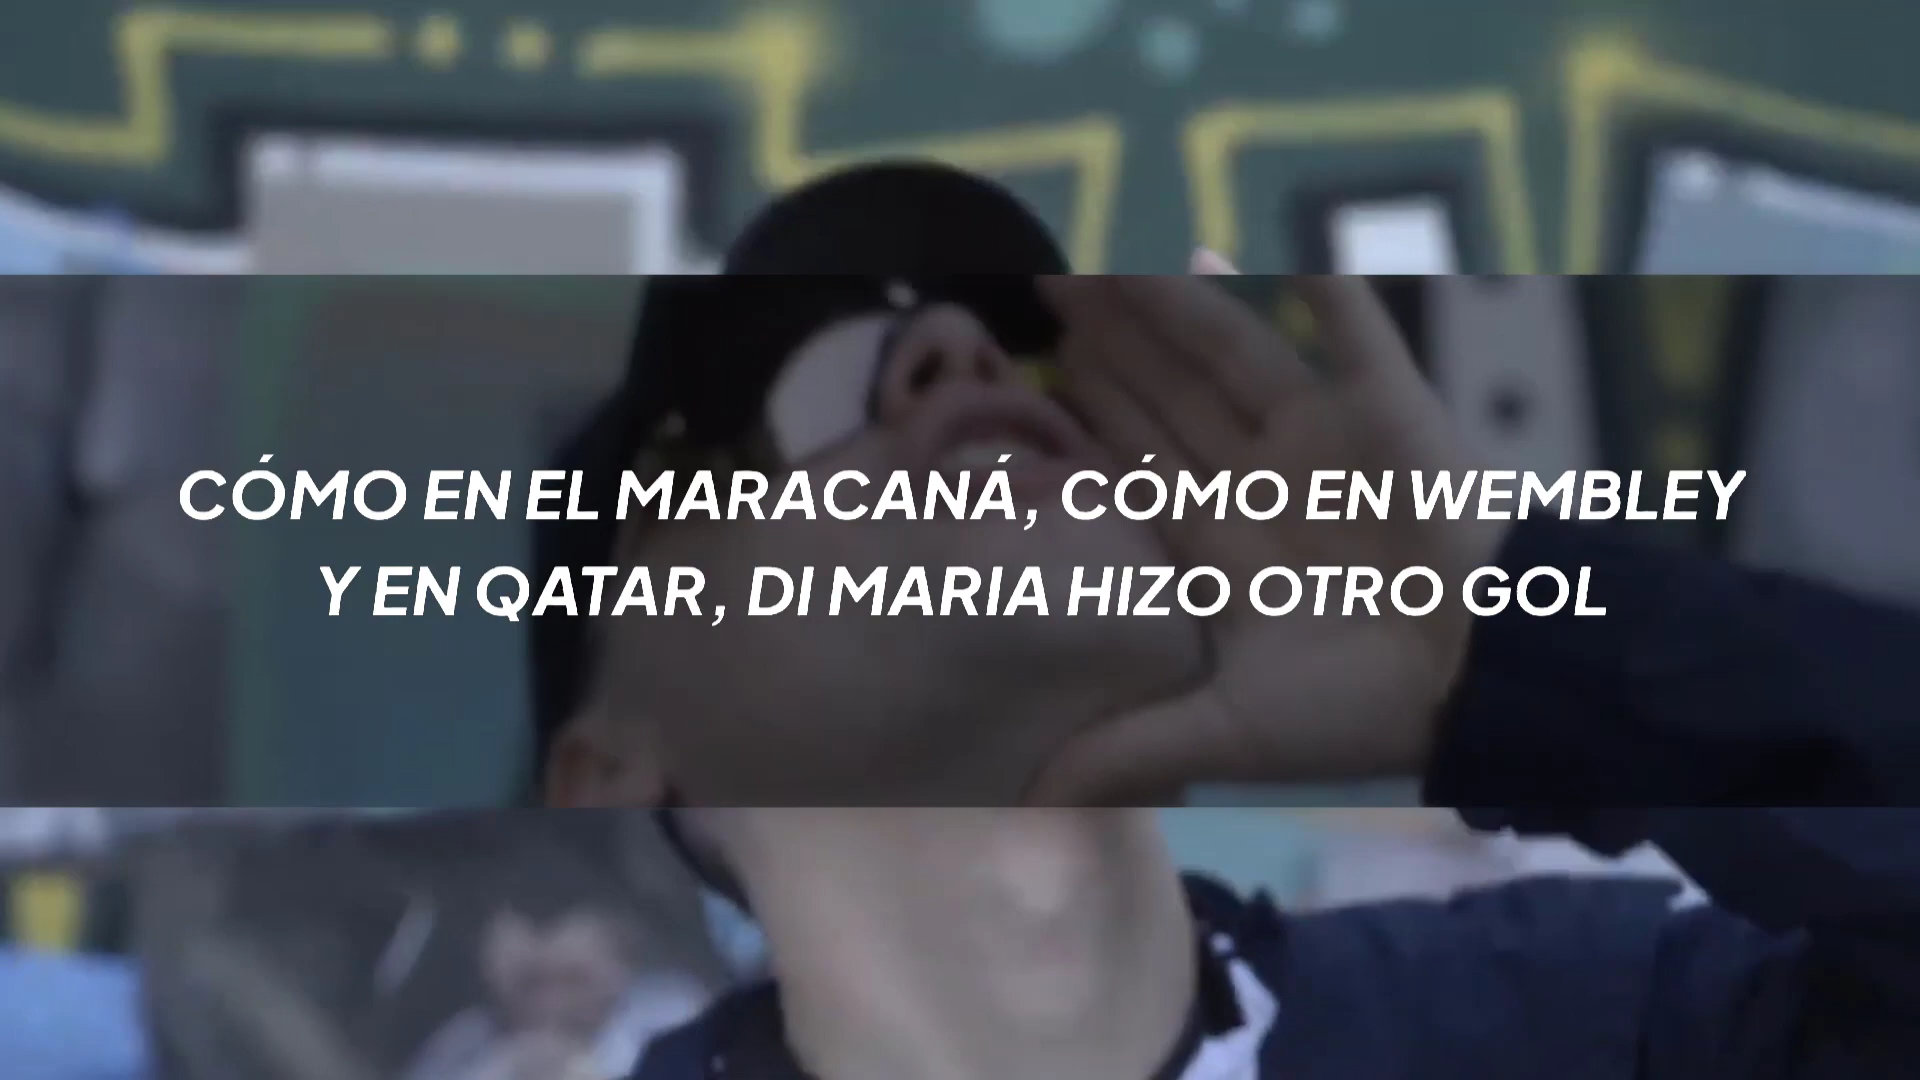 CÓMO EN EL MARACANÁ, CÓMO EN WEMBLEY
Y EN QATAR, DI MARIA HIZO OTRO GOL